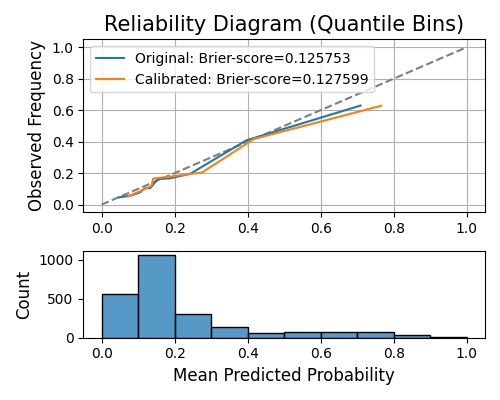 Reliability Diagram (Quantile Bins)
Observed Frequency
1.0
0.8
0.6
0.4
0.2
0.0
Original: Brier-score=0.125753
Calibrated: Brier-score=0.127599
0.0 0.2 0.4 0.6 0.8 1.0
Count
1000
500
0
0.0 0.2 0.4 0.6 0.8 1.0
Mean Predicted Probability